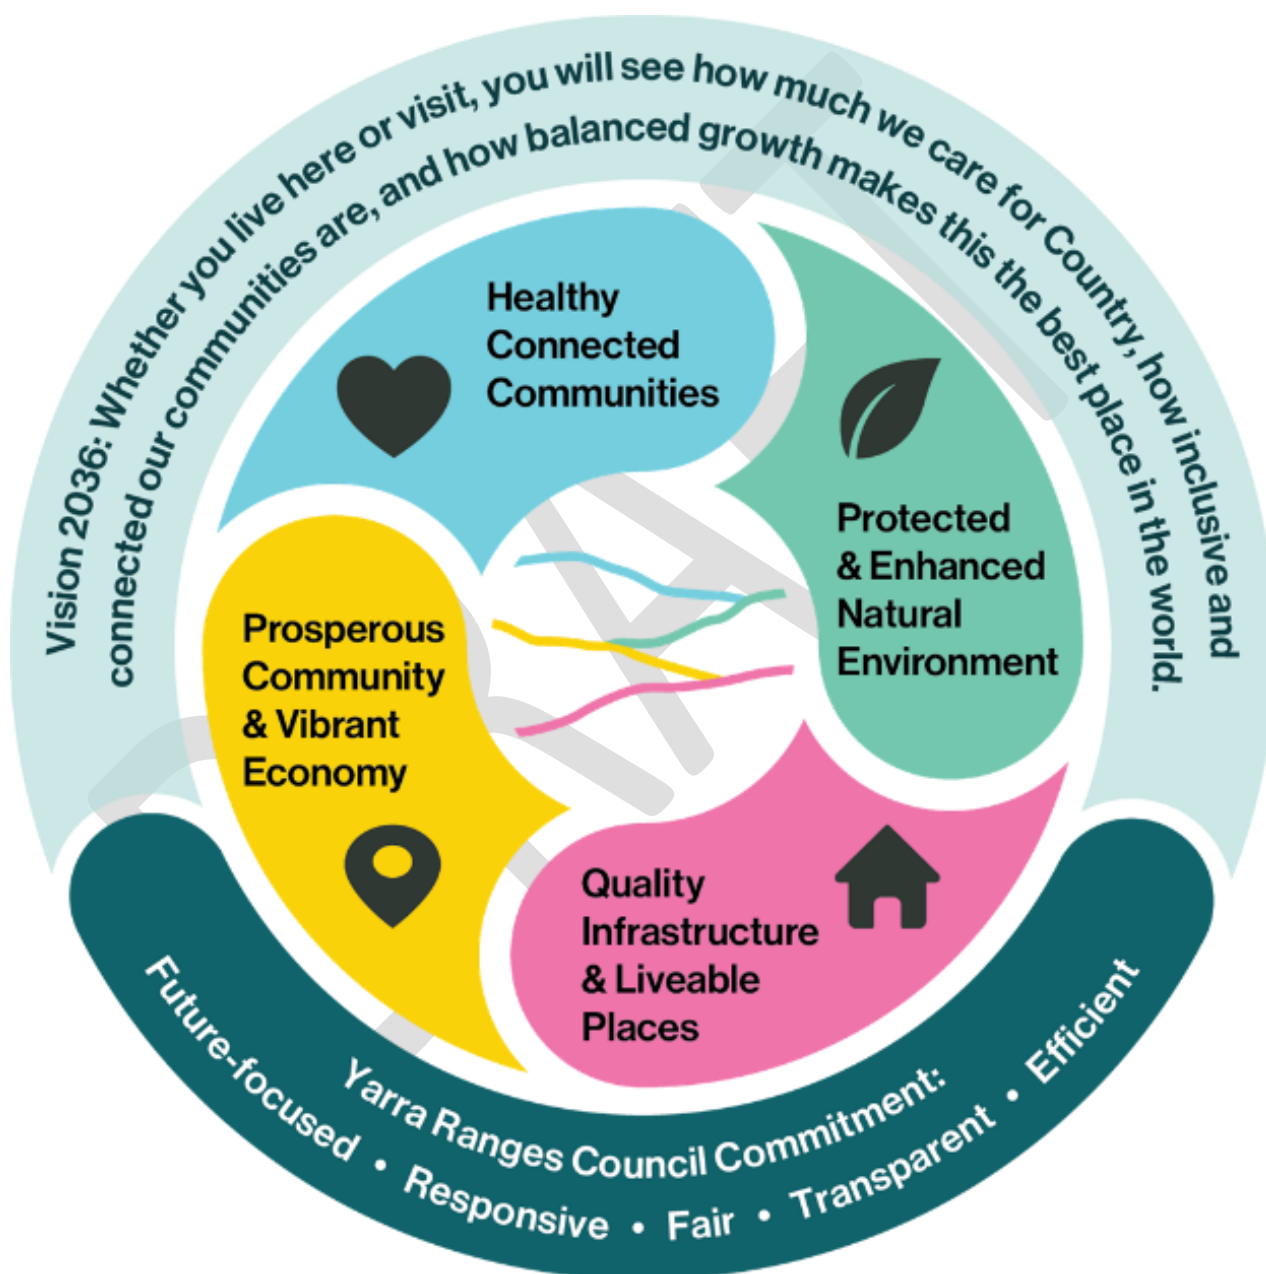 Vision 2036: Whether you live here or visit, you will see how much we care for Country, how inclusive and
connected our communities are, and how balanced growth makes this the best place in the world.
Healthy
Connected
Communities
Protected
& Enhanced
Natural
Environment
Prosperous
Community
& Vibrant
Economy
Quality
Infrastructure
& Liveable
Places
Yarra Ranges Council Commitment:
Future-focused • Responsive • Fair • Transparent • Efficient
DRAFT